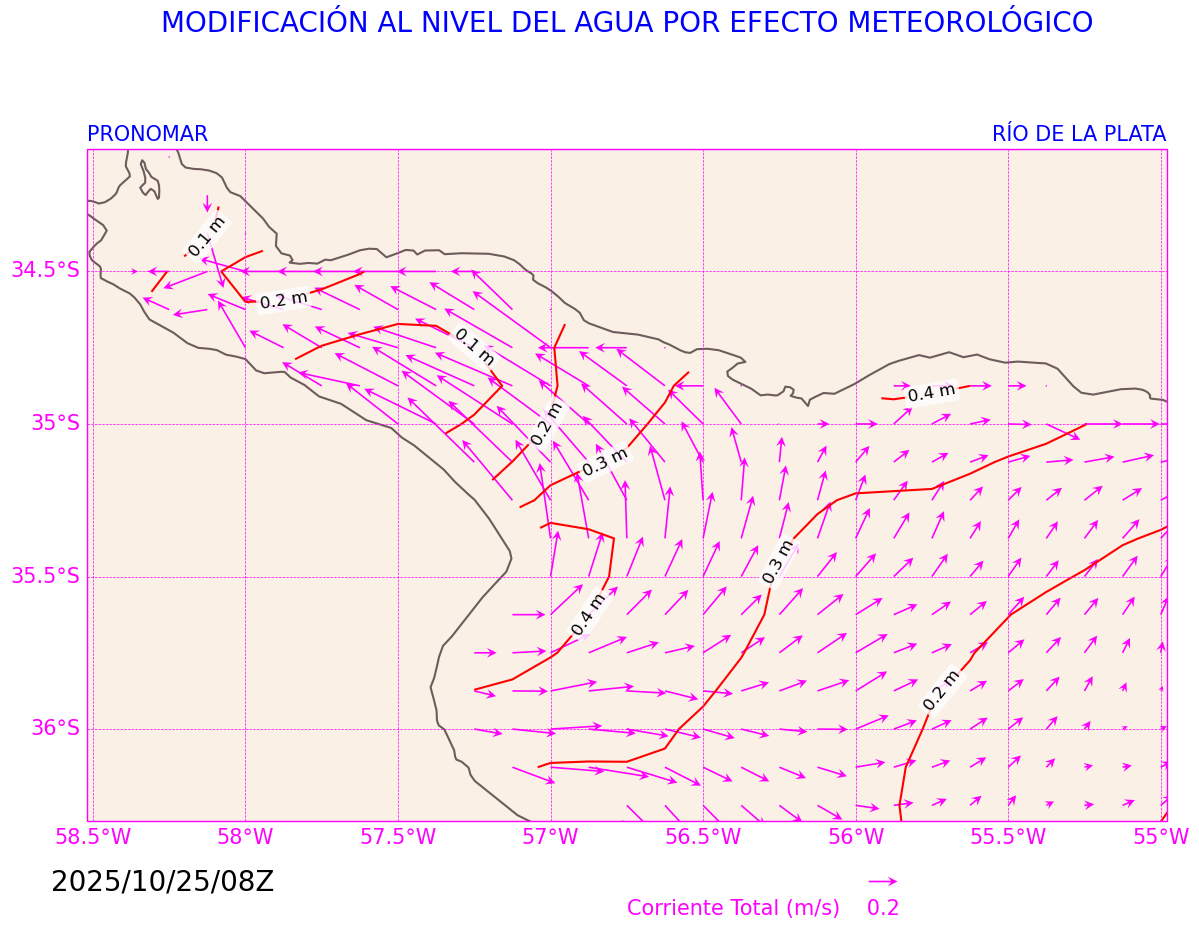 MODIFICACIÓN AL NIVEL DEL AGUA POR EFECTO METEOROLÓGICO
PRONOMAR
RÍO DE LA PLATA
0.1 m
34.5°S
0.2 m
0.1 m
0.4 m
0.2 m
35°S
0.3 m
0.3 m
35.5°S
0.4 m
0.2 m
36°S
58.5°W
58°W
57.5°W
57°W
56.5°W
56°W
55.5°W
55°W
2025/10/25/08Z
Corriente Total (m/s)
0.2